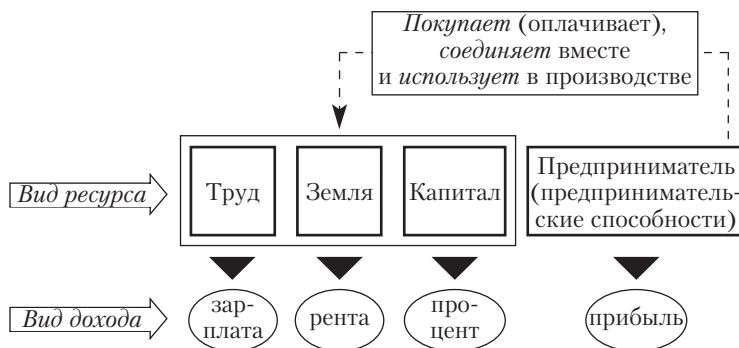 Покупает (оплачивает),
соединяет вместе
и использует в производстве
Вид ресурса
Труд
Земля
Капитал
Предприниматель
(предприниматель-
ские способности)
Вид дохода
зар-
плата
рента
про-
цент
прибыль